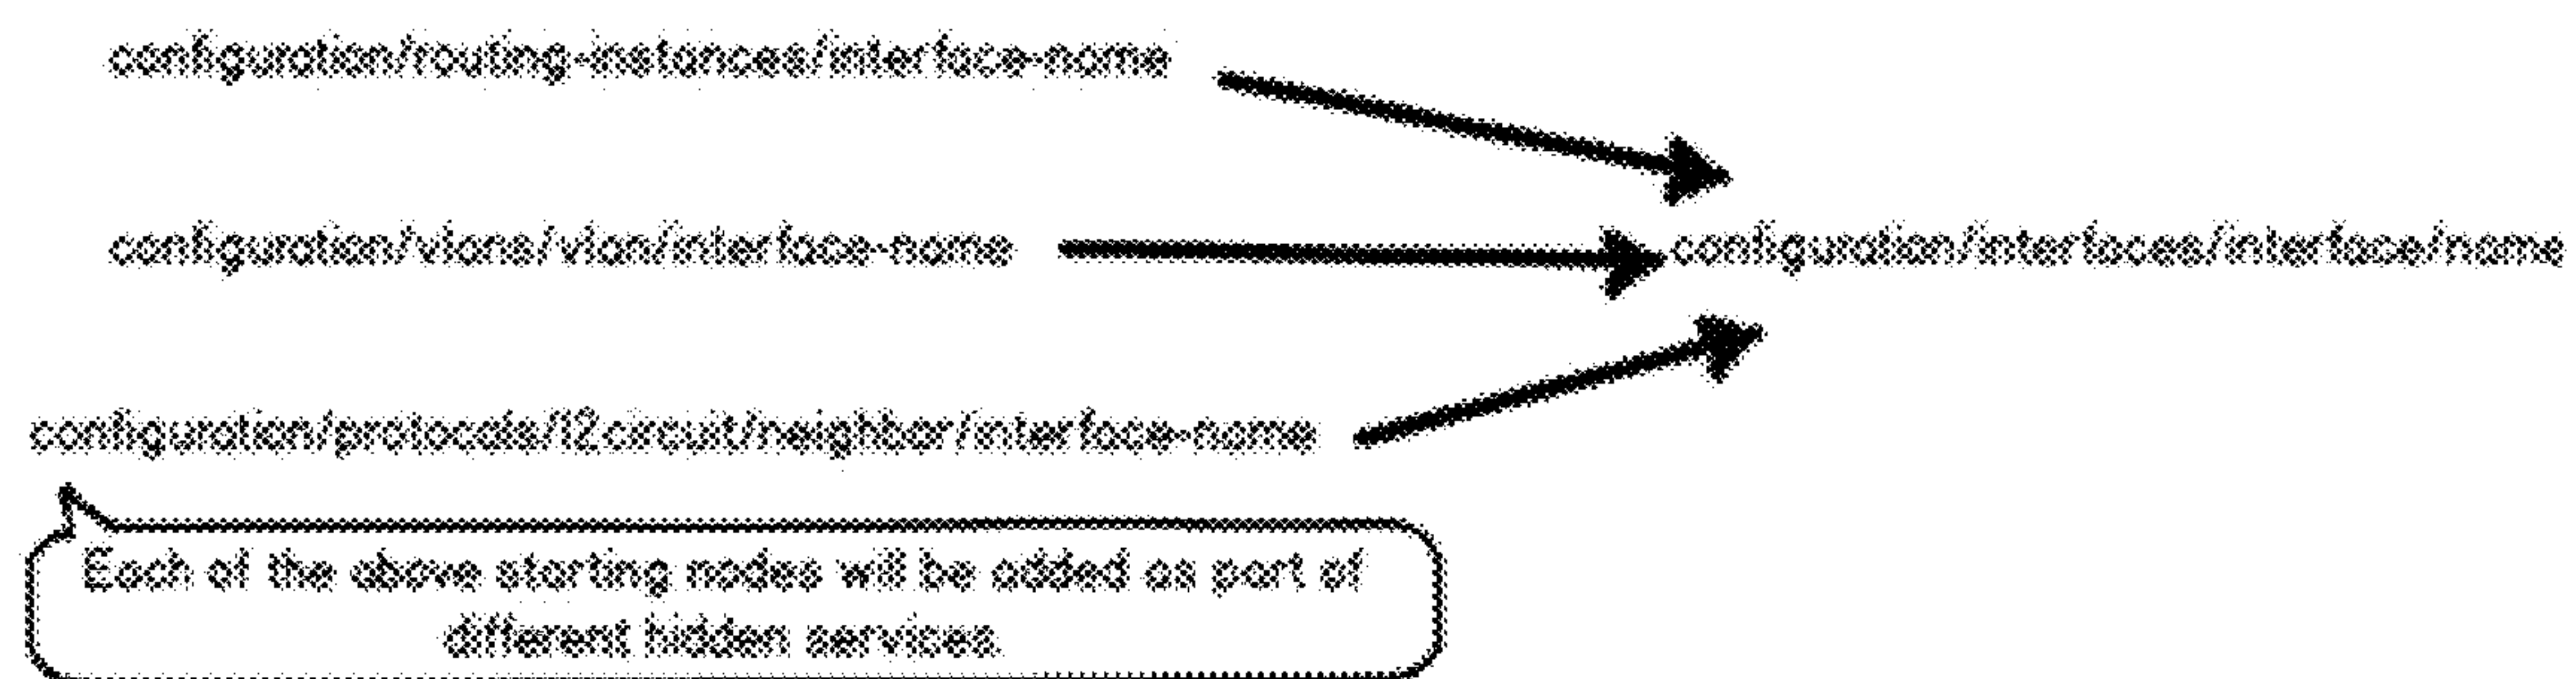 configuration/routing-instances/interface-name
configuration/vlans/vlan/interface-name
configuration/interfaces/interface/name
configuration/protocols/l2circuit/neighbor/interface-name
Each of the above starting nodes will be added as part of
different hidden services.